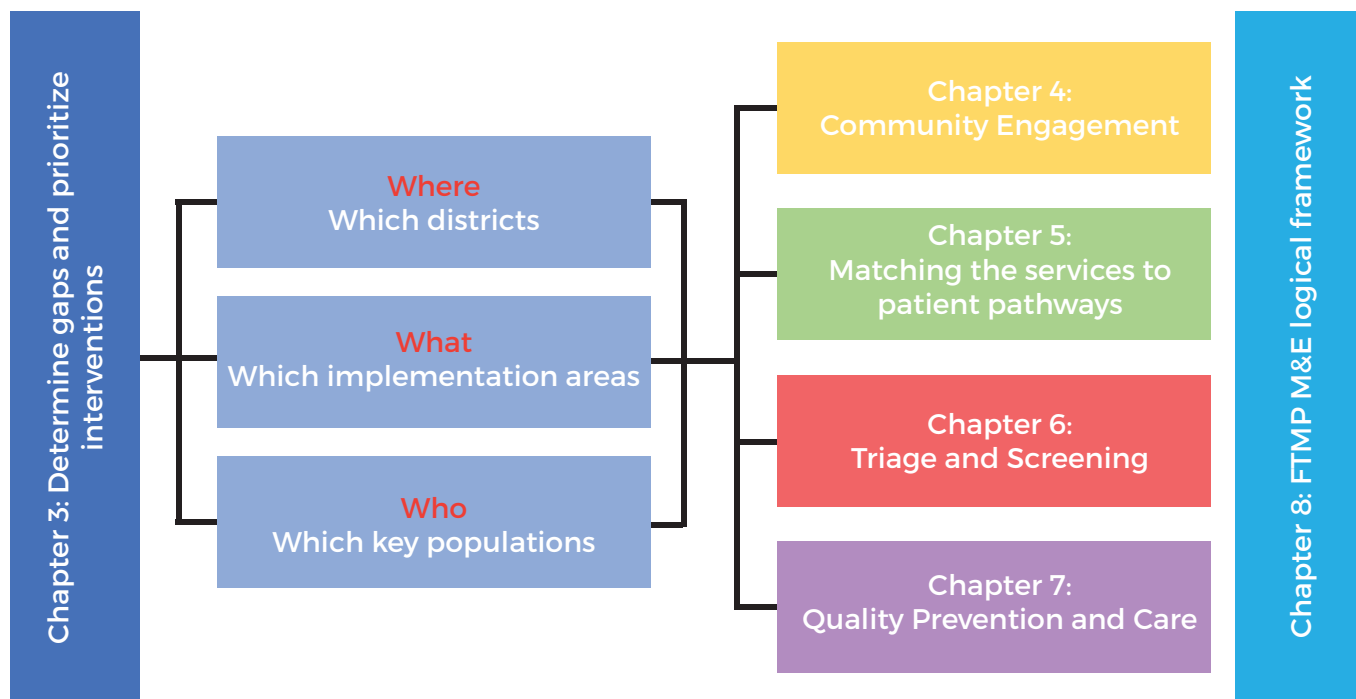 Chapter 3: Determine gaps and prioritize
interventions
Where
Which districts
What
Which implementation areas
Who
Which key populations
Chapter 4:
Community Engagement
Chapter 5:
Matching the services to
patient pathways
Chapter 6:
Triage and Screening
Chapter 7:
Quality Prevention and Care
Chapter 8: FTMP M&E logical framework